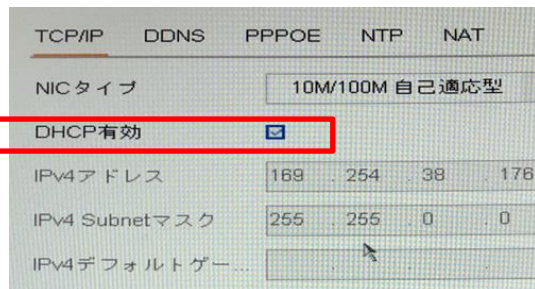 TCP/IP DDNS PPPOE NTP NAT
NICタイプ 10M/100M 自己適応型
DHCP有効
IPv4アドレス 169 . 254 . 38 . 176
IPv4 Subnetマスク 255 . 255 . 0 . 0
IPv4デフォルトゲー... . . .